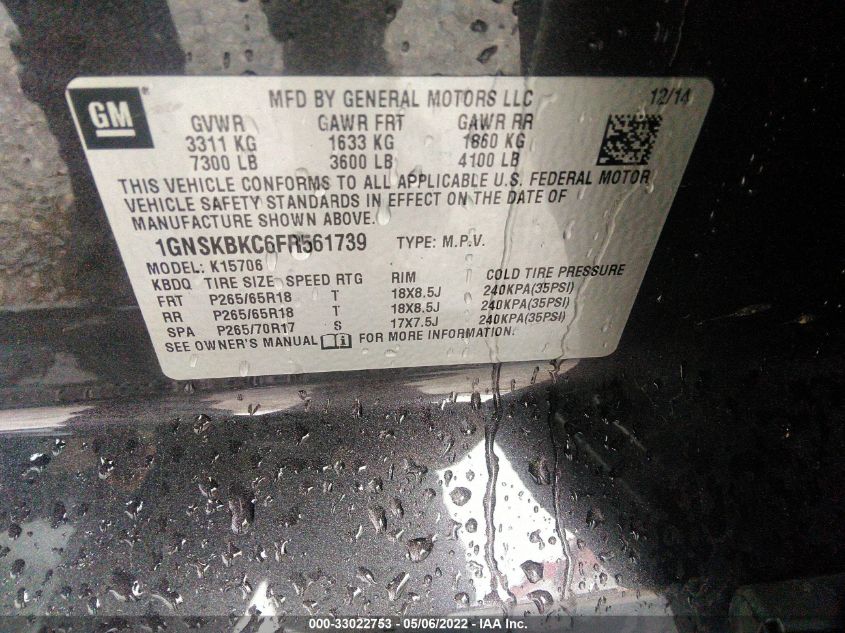 GM ® MFD BY GENERAL MOTORS LLC 12/14
GVWR GAWR FRT GAWR RR
3311 KG 1633 KG 1860 KG
7300 LB 3600 LB 4100 LB
THIS VEHICLE CONFORMS TO ALL APPLICABLE U.S. FEDERAL MOTOR
VEHICLE SAFETY STANDARDS IN EFFECT ON THE DATE OF
MANUFACTURE SHOWN ABOVE.
1GNSKBKC6FR561739 TYPE: M.P.V.
MODEL: K15706
KBDQ TIRE SIZE SPEED RTG RIM COLD TIRE PRESSURE
FRT P265/65R18 T 18X8.5J 240KPA(35PSI)
RR P265/65R18 T 18X8.5J 240KPA(35PSI)
SPA P265/70R17 S 17X7.5J 240KPA(35PSI)
SEE OWNER'S MANUAL i FOR MORE INFORMATION.
000-33022753 - 05/06/2022 - IAA Inc.